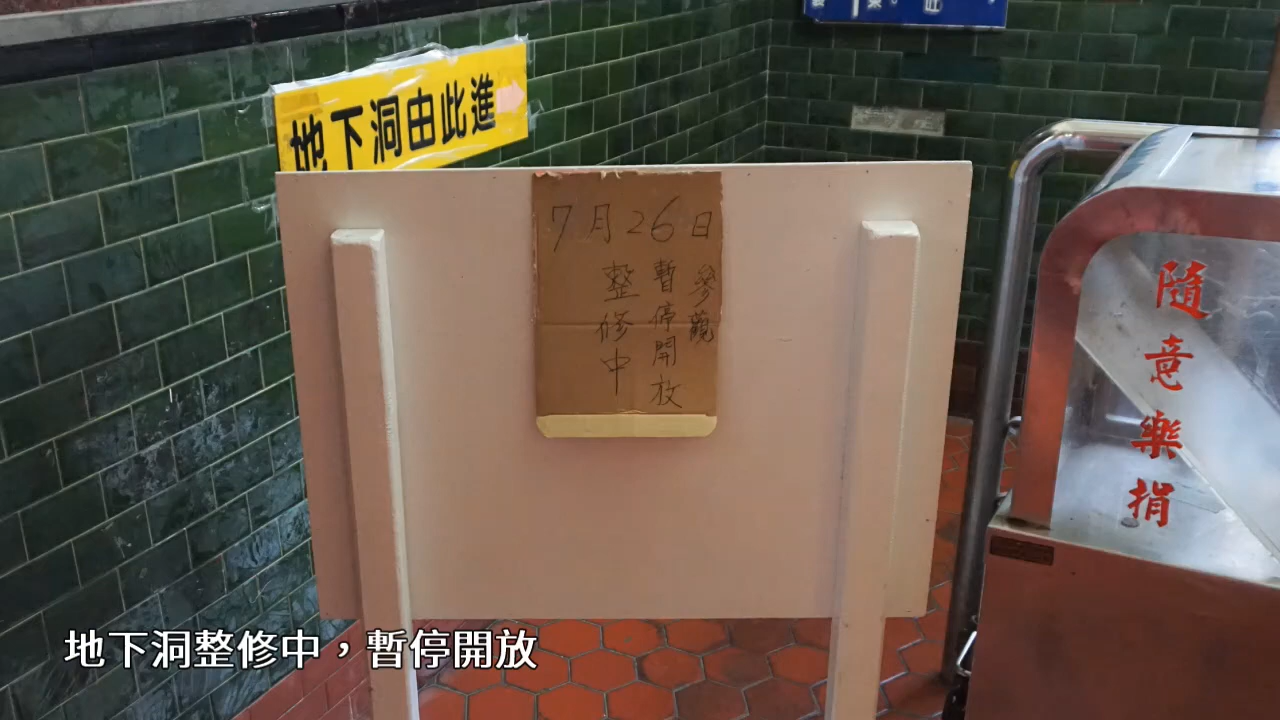 地下洞由此進
7月26日
參觀
暫停開放
整修中
隨意樂捐
地下洞整修中，暫停開放